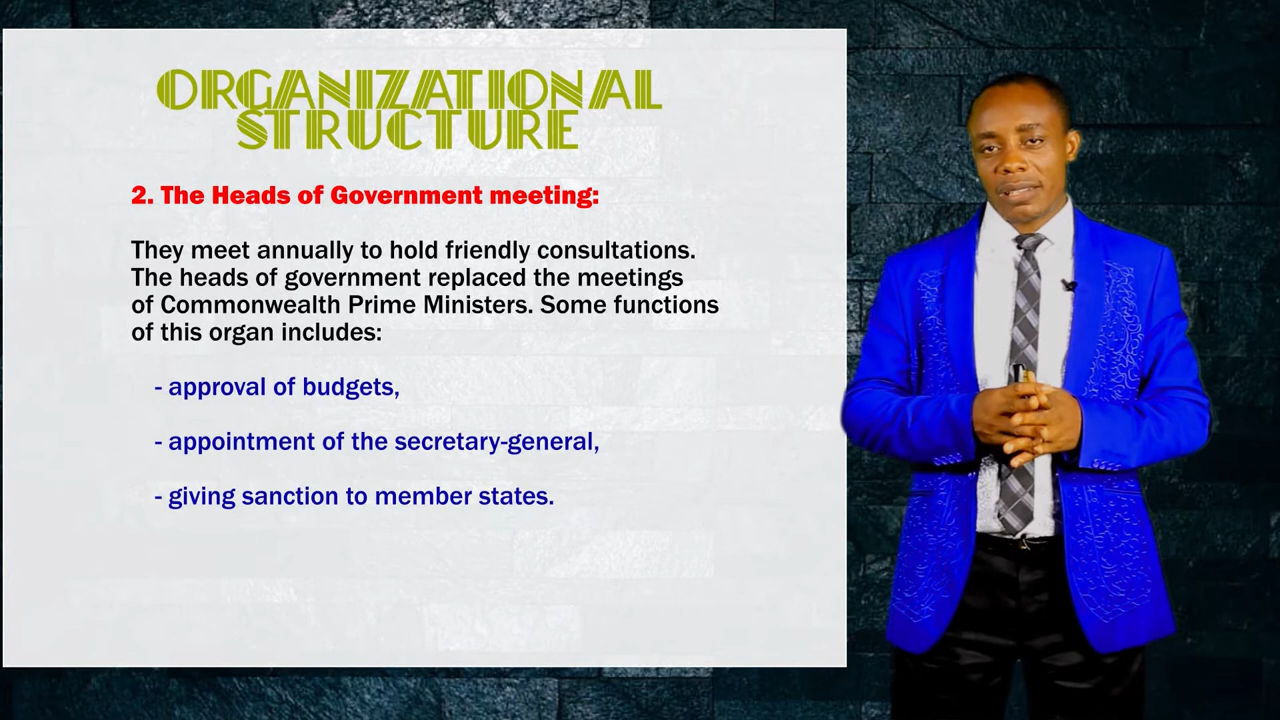 ORGANIZATIONAL
STRUCTURE
2. The Heads of Government meeting:
They meet annually to hold friendly consultations.
The heads of government replaced the meetings
of Commonwealth Prime Ministers. Some functions
of this organ includes:
- approval of budgets,
- appointment of the secretary-general,
- giving sanction to member states.